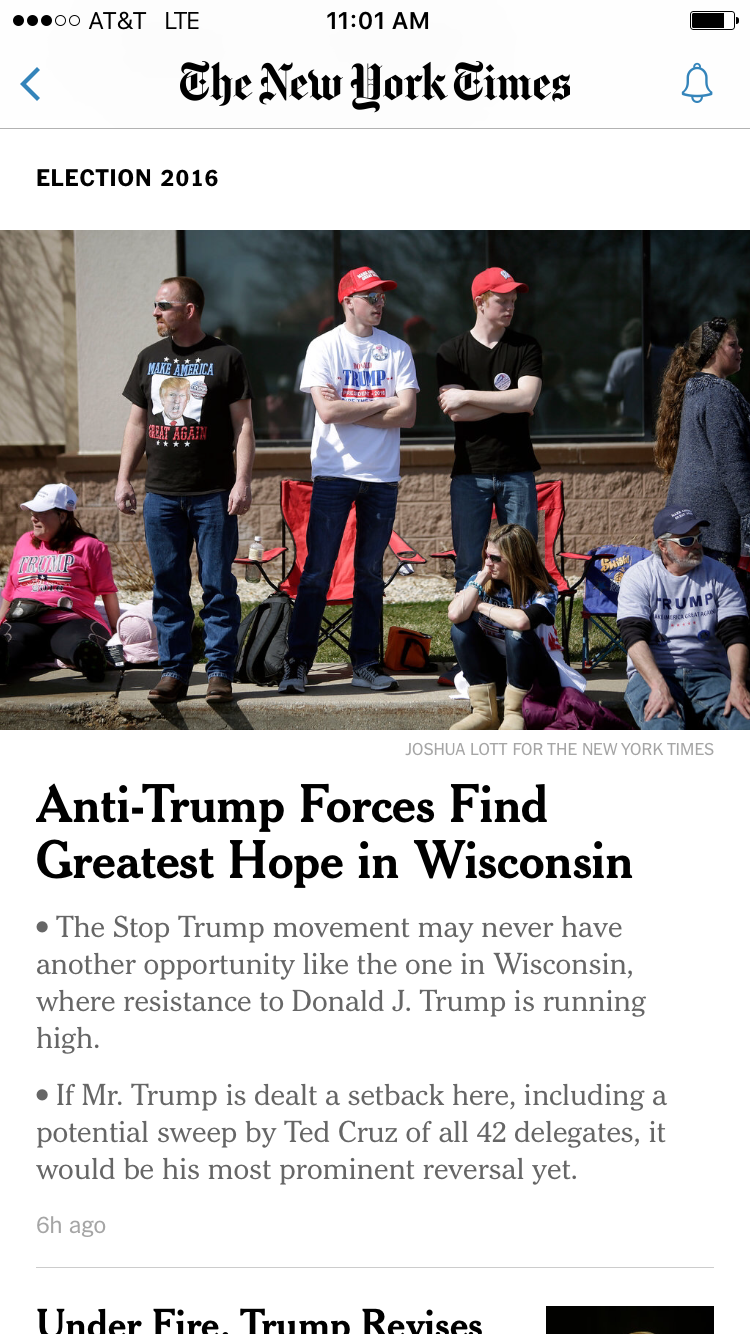 AT&T LTE 11:01 AM
The New York Times
ELECTION 2016
MAKE AMERICA
GREAT AGAIN
TRUMP
TRUMP
TRUMP
JOSHUA LOTT FOR THE NEW YORK TIMES
Anti-Trump Forces Find
Greatest Hope in Wisconsin
• The Stop Trump movement may never have
another opportunity like the one in Wisconsin,
where resistance to Donald J. Trump is running
high.
• If Mr. Trump is dealt a setback here, including a
potential sweep by Ted Cruz of all 42 delegates, it
would be his most prominent reversal yet.
6h ago
Under Fire, Trump Revises